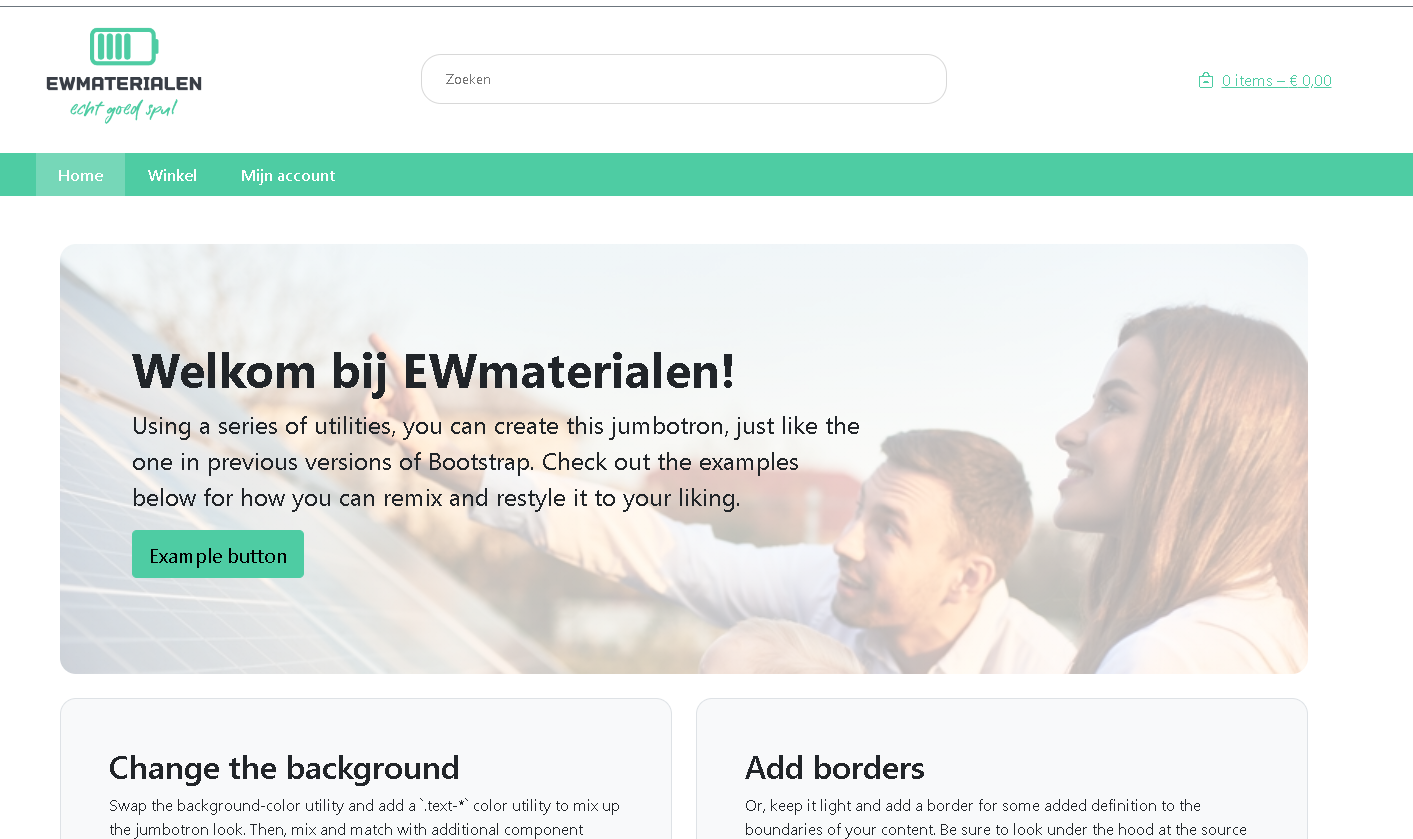 EWMATERIALEN
echt goed spul
Zoeken
0 items – € 0,00
Home Winkel Mijn account
Welkom bij EWmaterialen!
Using a series of utilities, you can create this jumbotron, just like the
one in previous versions of Bootstrap. Check out the examples
below for how you can remix and restyle it to your liking.
Example button
Change the background
Swap the background-color utility and add a `.text-*` color utility to mix up
the jumbotron look. Then, mix and match with additional component
Add borders
Or, keep it light and add a border for some added definition to the
boundaries of your content. Be sure to look under the hood at the source